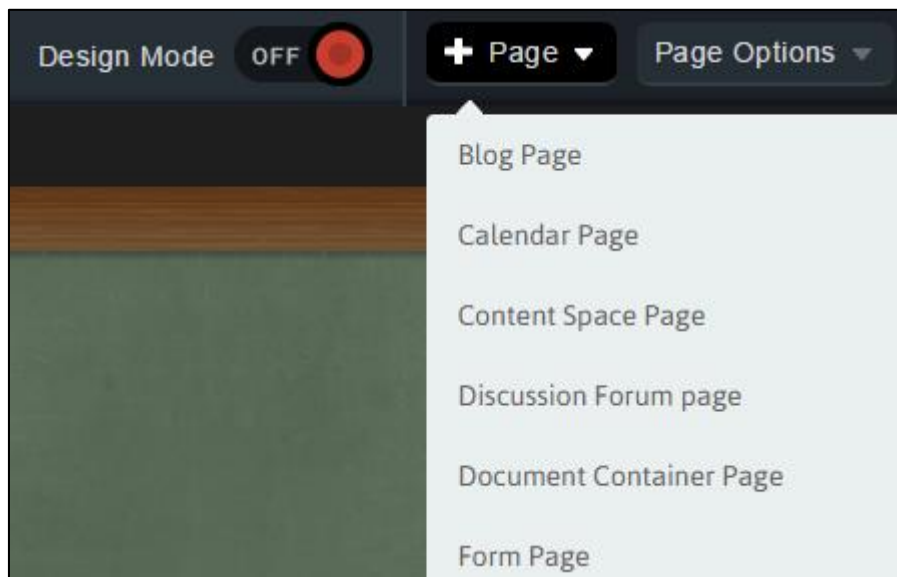 Design Mode OFF + Page Page Options
Blog Page
Calendar Page
Content Space Page
Discussion Forum page
Document Container Page
Form Page